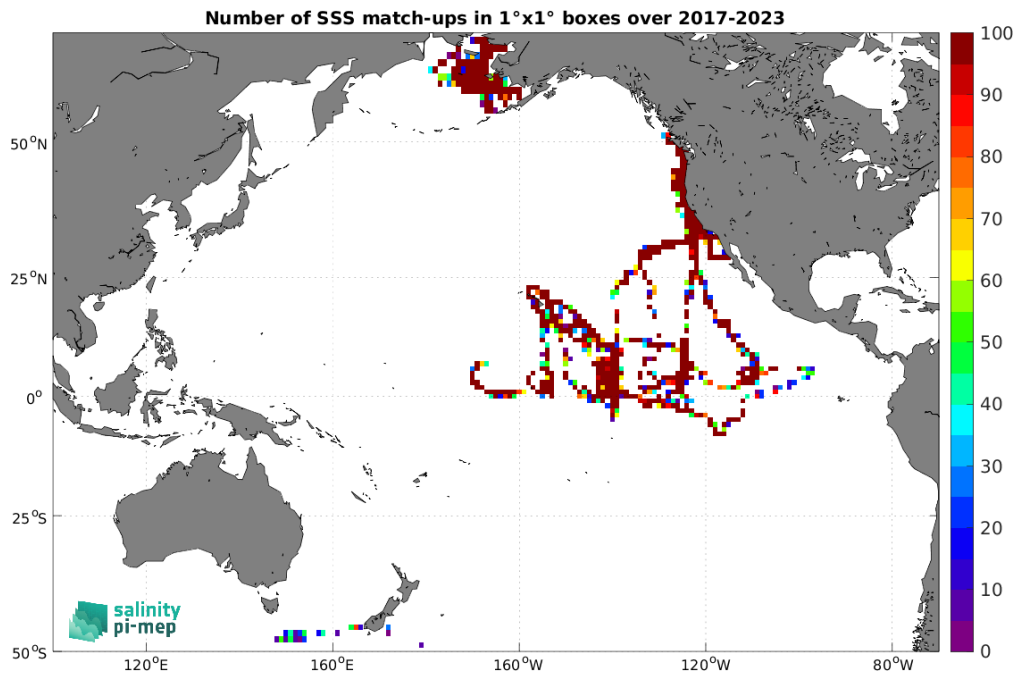 Number of SSS match-ups in 1°x1° boxes over 2017-2023
50°N
25°N
0°
25°S
50°S
120°E
160°E
160°W
120°W
80°W
100
90
80
70
60
50
40
30
20
10
0
salinity
pi-mep